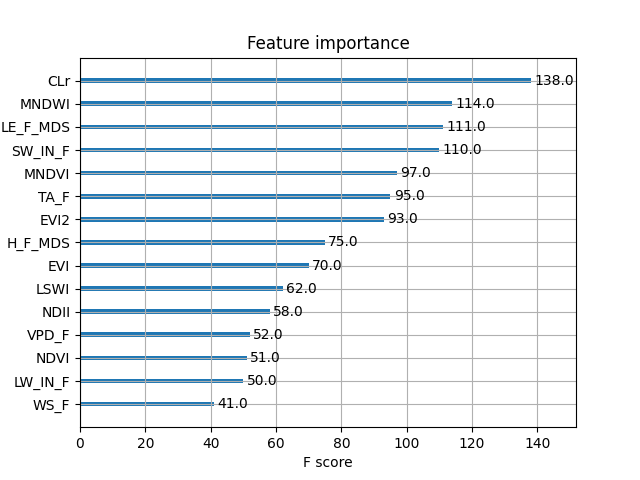 Feature importance
CLr 138.0
MNDWI 114.0
LE_F_MDS 111.0
SW_IN_F 110.0
MNDVI 97.0
TA_F 95.0
EVI2 93.0
H_F_MDS 75.0
EVI 70.0
LSWI 62.0
NDII 58.0
VPD_F 52.0
NDVI 51.0
LW_IN_F 50.0
WS_F 41.0
0 20 40 60 80 100 120 140
F score